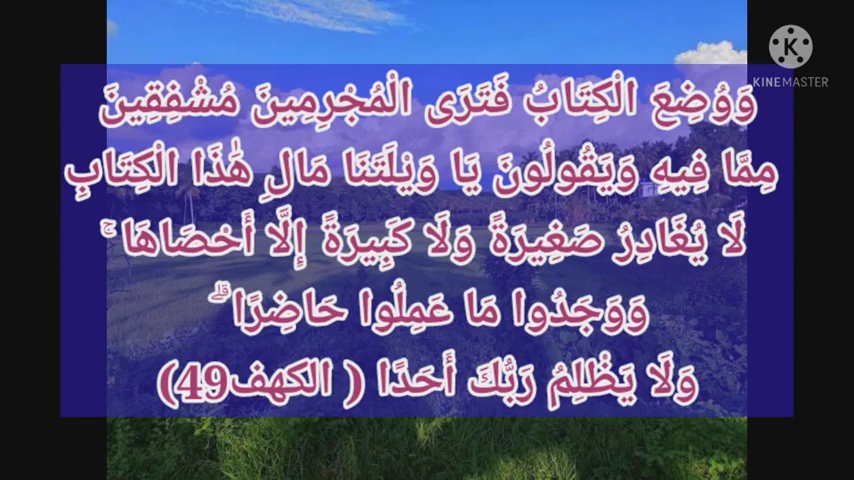 وَوُضِعَ الْكِتَابُ فَتَرَى الْمُجْرِمِينَ مُشْفِقِينَ
مِمَّا فِيهِ وَيَقُولُونَ يَا وَيْلَتَنَا مَالِ هَٰذَا الْكِتَابِ
لَا يُغَادِرُ صَغِيرَةً وَلَا كَبِيرَةً إِلَّا أَحْصَاهَا ۚ
وَوَجَدُوا مَا عَمِلُوا حَاضِرًا ۗ
وَلَا يَظْلِمُ رَبُّكَ أَحَدًا ( الكهف49)
K
KINEMASTER